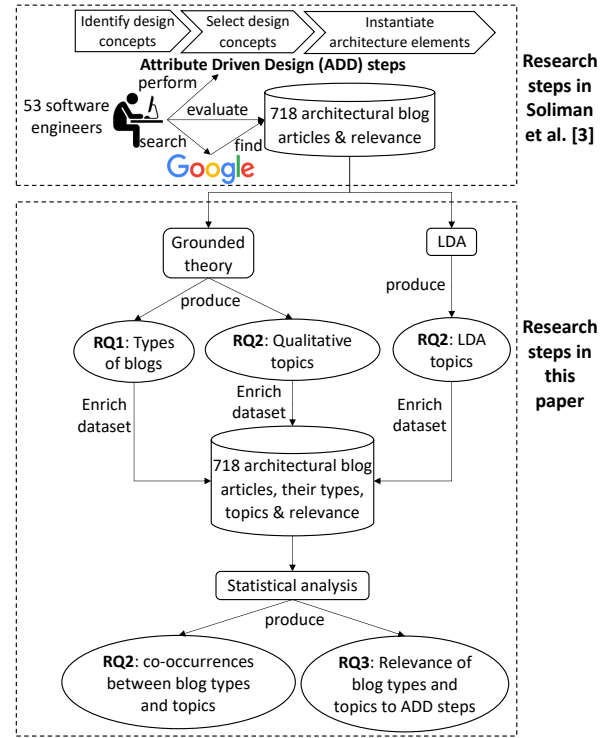 Identify design concepts
Select design concepts
Instantiate architecture elements
Attribute Driven Design (ADD) steps
perform
53 software engineers
evaluate
search
find
Google
718 architectural blog articles & relevance
Research steps in Soliman et al. [3]
Grounded theory
LDA
produce
produce
RQ1: Types of blogs
RQ2: Qualitative topics
RQ2: LDA topics
Research steps in this paper
Enrich dataset
Enrich dataset
Enrich dataset
718 architectural blog articles, their types, topics & relevance
Statistical analysis
produce
RQ2: co-occurrences between blog types and topics
RQ3: Relevance of blog types and topics to ADD steps